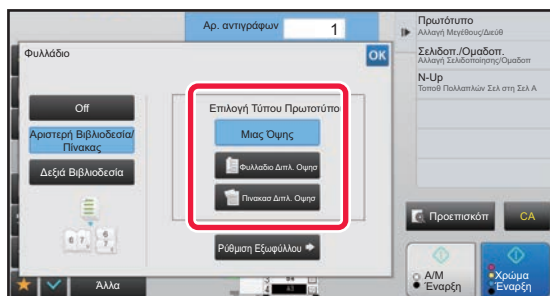 Αρ. αντιγράφων
1
Φυλλάδιο
OK
Off
Αριστερή Βιβλιοδεσία/
Πίνακας
Δεξιά Βιβλιοδεσία
Επιλογή Τύπου Πρωτοτύπο
Μιας Όψης
Φυλλαδιο Διπλ. Οψησ
Πινακασ Διπλ. Οψησ
Ρύθμιση Εξωφύλλου
Άλλα
Πρωτότυπο
Αλλαγή Μεγέθους/Διεύθ
Σελιδοπ./Ομαδοπ.
Αλλαγή Σελιδοποίησης/Ομαδοπ
N-Up
Τοποθ Πολλαπλών Σελ στη Σελ Α
Προεπισκόπ
CA
Α/Μ
Έναρξη
Χρώμα
Έναρξη